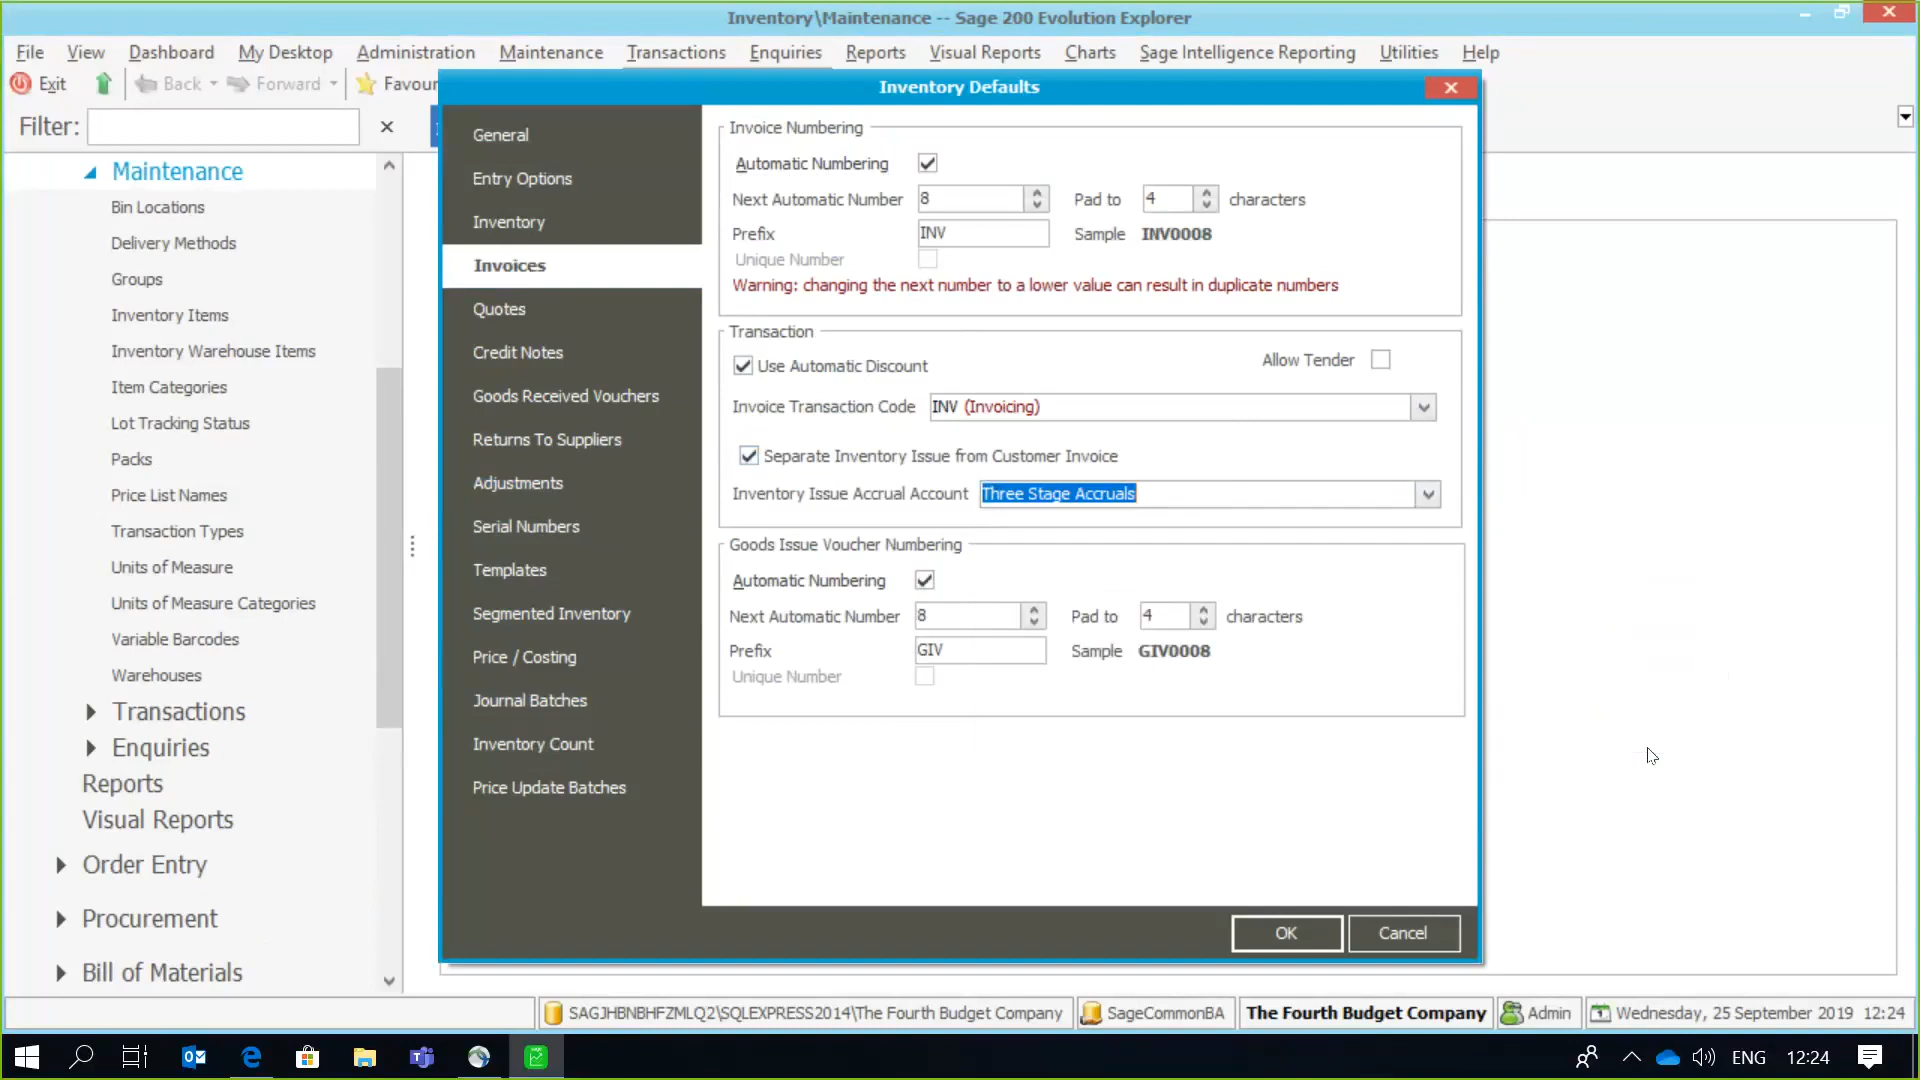 Inventory\Maintenance -- Sage 200 Evolution Explorer
File View Dashboard My Desktop Administration Maintenance Transactions Enquiries Reports Visual Reports Charts Sage Intelligence Reporting Utilities Help
Exit Back Forward Favour
Filter:
Maintenance
Bin Locations
Delivery Methods
Groups
Inventory Items
Inventory Warehouse Items
Item Categories
Lot Tracking Status
Packs
Price List Names
Transaction Types
Units of Measure
Units of Measure Categories
Variable Barcodes
Warehouses
Transactions
Enquiries
Reports
Visual Reports
Order Entry
Procurement
Bill of Materials
Inventory Defaults
General
Entry Options
Inventory
Invoices
Quotes
Credit Notes
Goods Received Vouchers
Returns To Suppliers
Adjustments
Serial Numbers
Templates
Segmented Inventory
Price / Costing
Journal Batches
Inventory Count
Price Update Batches
Invoice Numbering
Automatic Numbering
Next Automatic Number 8 Pad to 4 characters
Prefix INV Sample INV0008
Unique Number
Warning: changing the next number to a lower value can result in duplicate numbers
Transaction
Use Automatic Discount Allow Tender
Invoice Transaction Code INV (Invoicing)
Separate Inventory Issue from Customer Invoice
Inventory Issue Accrual Account Three Stage Accruals
Goods Issue Voucher Numbering
Automatic Numbering
Next Automatic Number 8 Pad to 4 characters
Prefix GIV Sample GIV0008
Unique Number
OK Cancel
SAGJHBNBHFZMLQ2\SQLEXPRESS2014\The Fourth Budget Company SageCommonBA The Fourth Budget Company Admin Wednesday, 25 September 2019 12:24
ENG 12:24